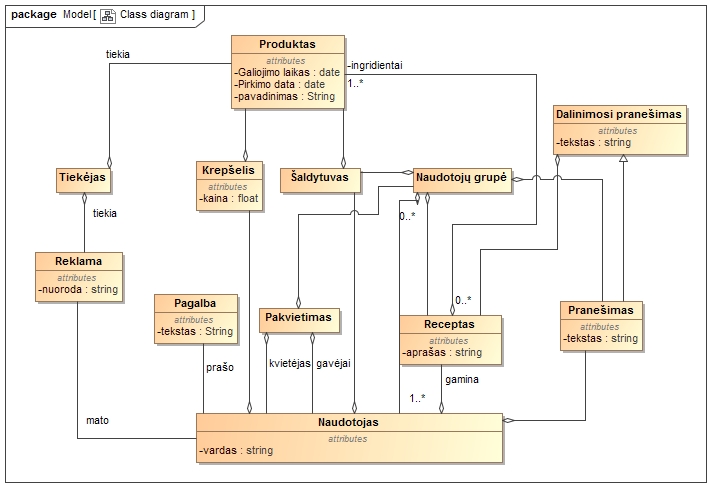 package Model[ Class diagram ]
Produktas
attributes
-Galiojimo laikas : date
-Pirkimo data : date
-pavadinimas : String
tiekia
-ingridientai
1..*
Dalinimosi pranešimas
attributes
-tekstas : string
Tiekėjas
Krepšelis
attributes
-kaina : float
Šaldytuvas
Naudotojų grupė
tiekia
0..*
Reklama
attributes
-nuoroda : string
Pagalba
attributes
-tekstas : String
Pakvietimas
0..*
Receptas
attributes
-aprašas : string
Pranešimas
attributes
-tekstas : string
prašo
kvietėjas
gavėjai
gamina
1..*
mato
Naudotojas
attributes
-vardas : string